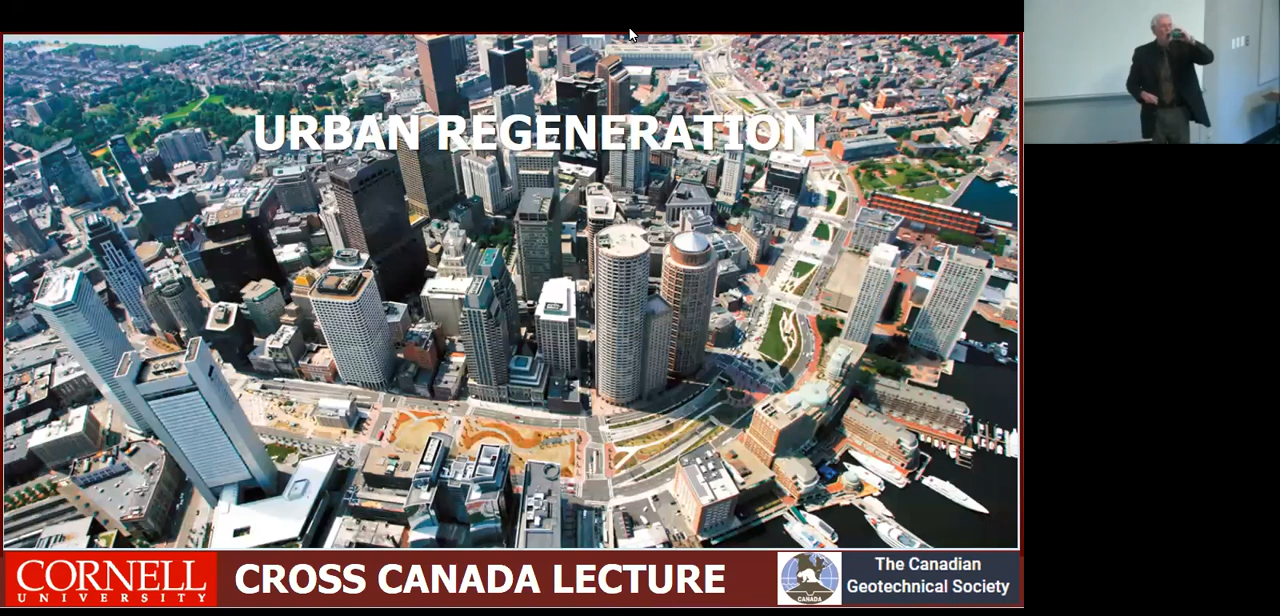 URBAN REGENERATION
CORNELL
UNIVERSITY
CROSS CANADA LECTURE
CANADA
The Canadian
Geotechnical Society